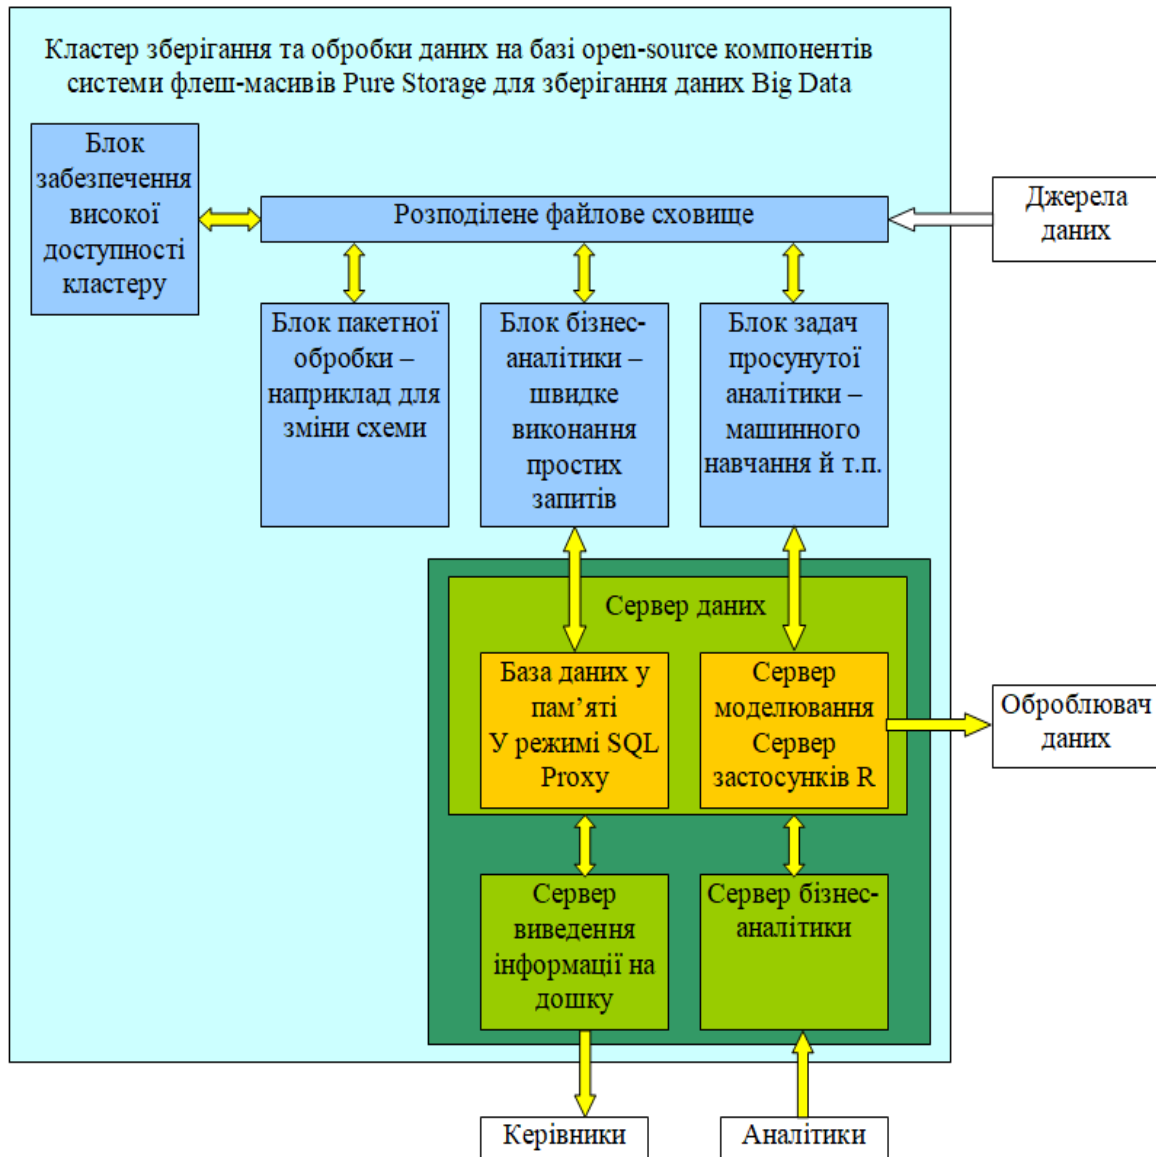 Кластер зберігання та обробки даних на базі open-source компонентів
системи флеш-масивів Pure Storage для зберігання даних Big Data
Блок
забезпечення
високої
доступності
кластеру
Розподілене файлове сховище
Джерела
даних
Блок пакетної
обробки –
наприклад для
зміни схеми
Блок бізнес-
аналітики –
швидке
виконання
простих
запитів
Блок задач
просунутої
аналітики –
машинного
навчання й т.п.
Сервер даних
База даних у
пам’яті
У режимі SQL
Proxy
Сервер
моделювання
Сервер
застосунків R
Оброблювач
даних
Сервер
виведення
інформації на
дошку
Сервер бізнес-
аналітики
Керівники
Аналітики